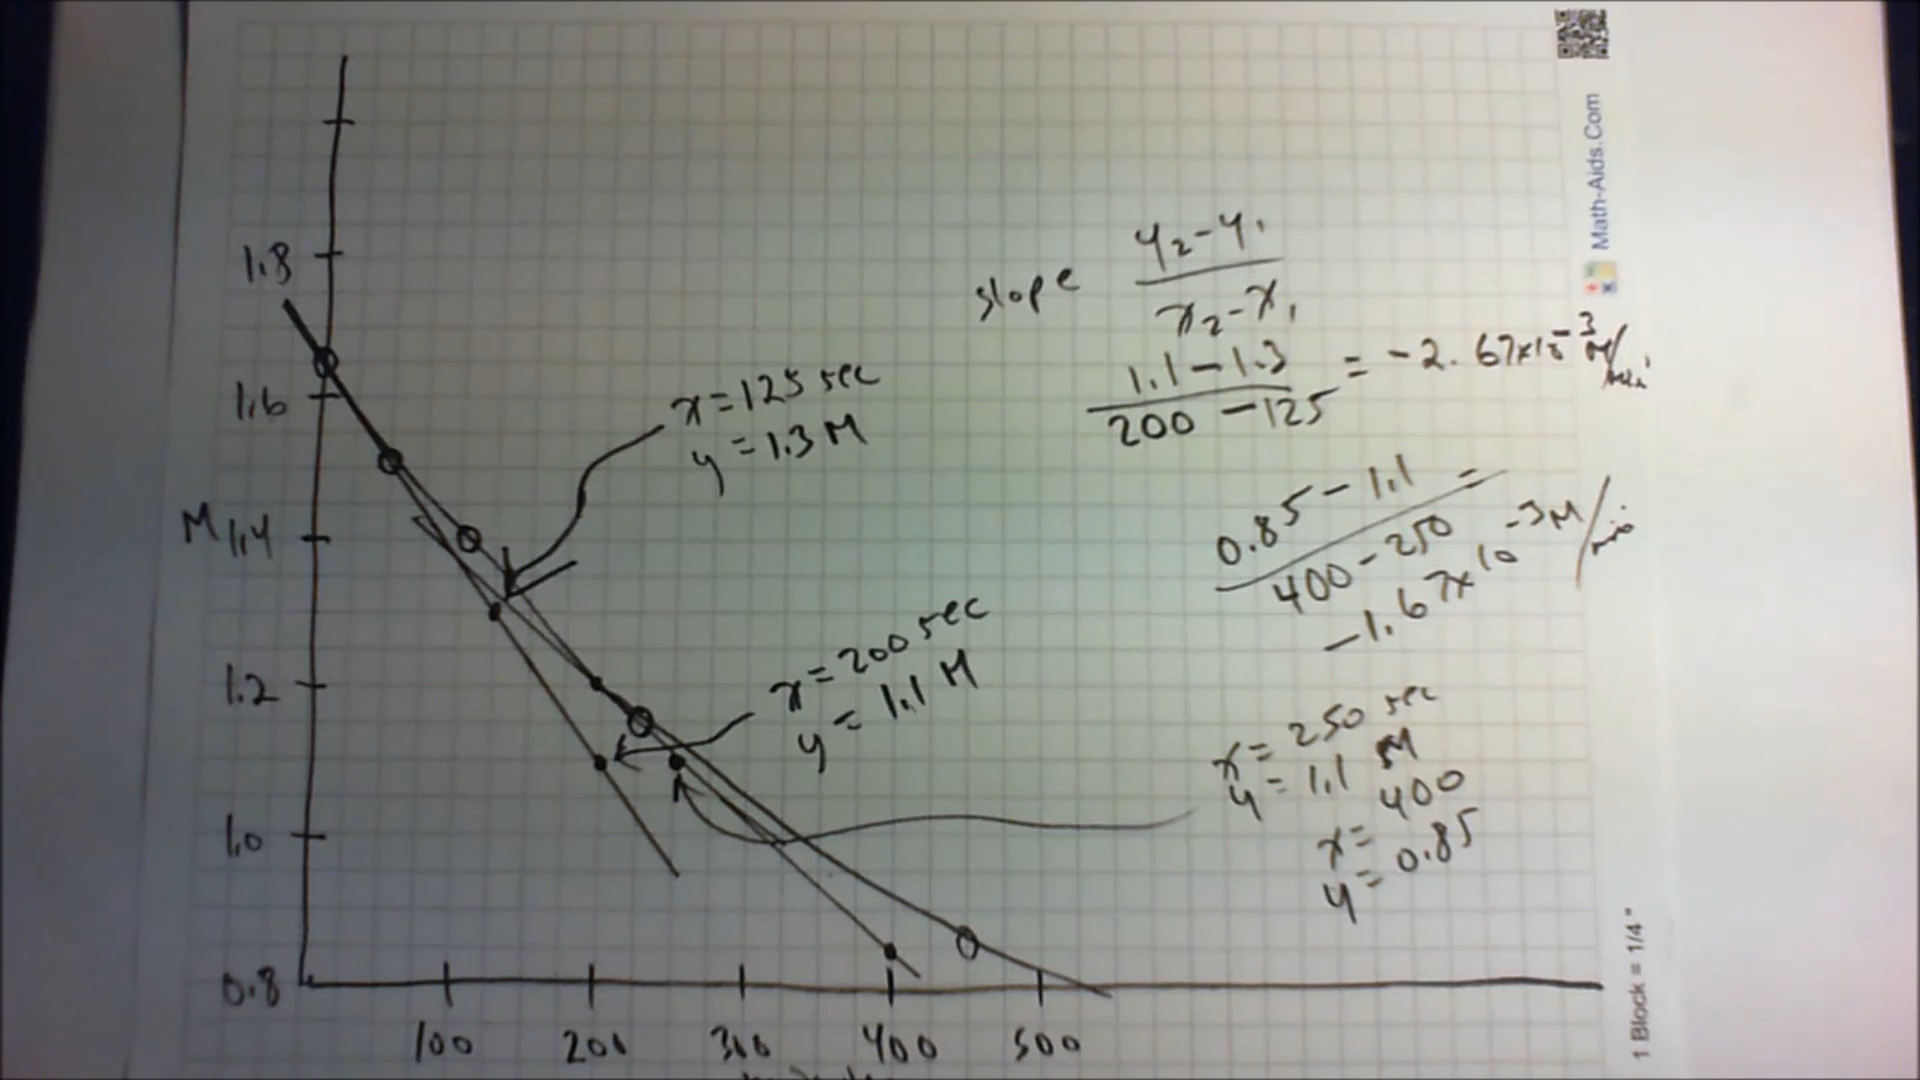 1.8
1.6
M 1.4
1.2
1.0
0.8
100 200 300 400 500
x = 125 sec
y = 1.3 M
x = 200 sec
y = 1.1 M
slope
y₂ - y₁
x₂ - x₁
1.1 - 1.3
200 - 125
= -2.67x10⁻³ M/min
0.85 - 1.1 =
400 - 250
-1.67x10⁻³ M/min
x = 250 sec
y = 1.1 M
x = 400
y = 0.85
Math-Aids.Com
1 Block = 1/4 "